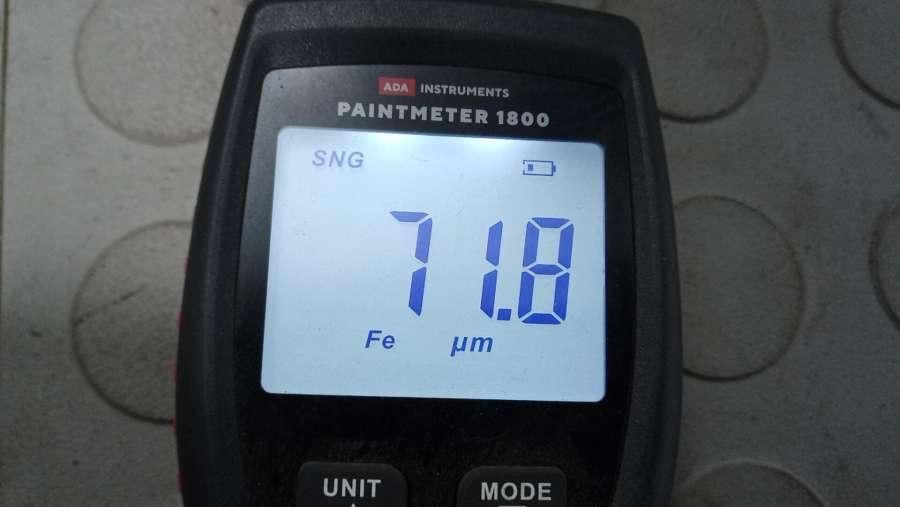 ADA INSTRUMENTS
PAINTMETER 1800
SNG
71.8
Fe µm
UNIT MODE